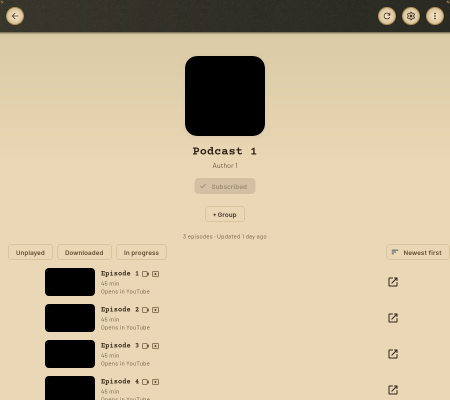 Podcast 1
Author 1
Subscribed
+ Group
3 episodes · Updated 1 day ago
Unplayed Downloaded In progress Newest first
Episode 1
45 min
Opens in YouTube
Episode 2
45 min
Opens in YouTube
Episode 3
45 min
Opens in YouTube
Episode 4
45 min
Opens in YouTube